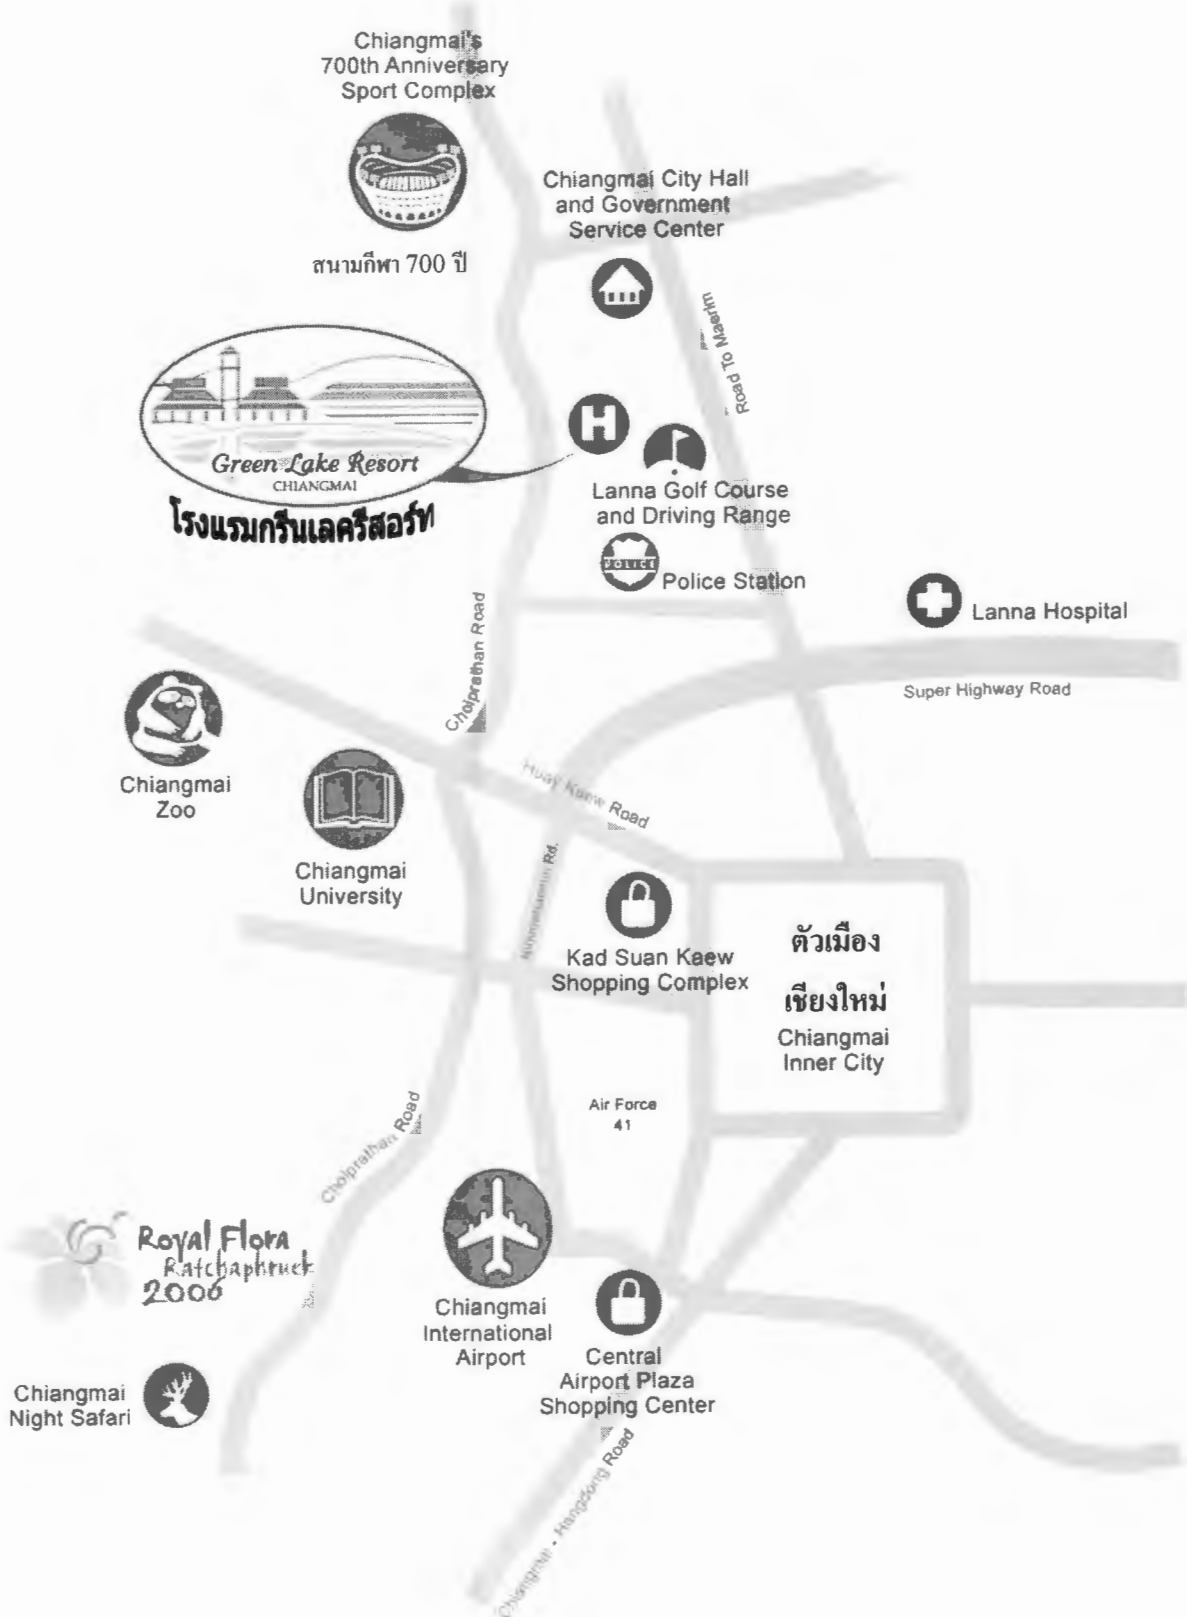 Chiangmai's
700th Anniversary
Sport Complex
สนามกีฬา 700 ปี
Chiangmai City Hall
and Government
Service Center
Road To Maerim
Green Lake Resort
CHIANGMAI
โรงแรมกรีนเลครีสอร์ท
H
Lanna Golf Course
and Driving Range
POLICE
Police Station
Lanna Hospital
Super Highway Road
Cholprathan Road
Chiangmai
Zoo
Chiangmai
University
Huay Kaew Road
Rd.
Kad Suan Kaew
Shopping Complex
ตัวเมือง
เชียงใหม่
Chiangmai
Inner City
Air Force
41
Cholprathan Road
Royal Flora
Ratchaphruek
2006
Chiangmai
International
Airport
Central
Airport Plaza
Shopping Center
Chiangmai
Night Safari
Chiangmai - Hangdong Road